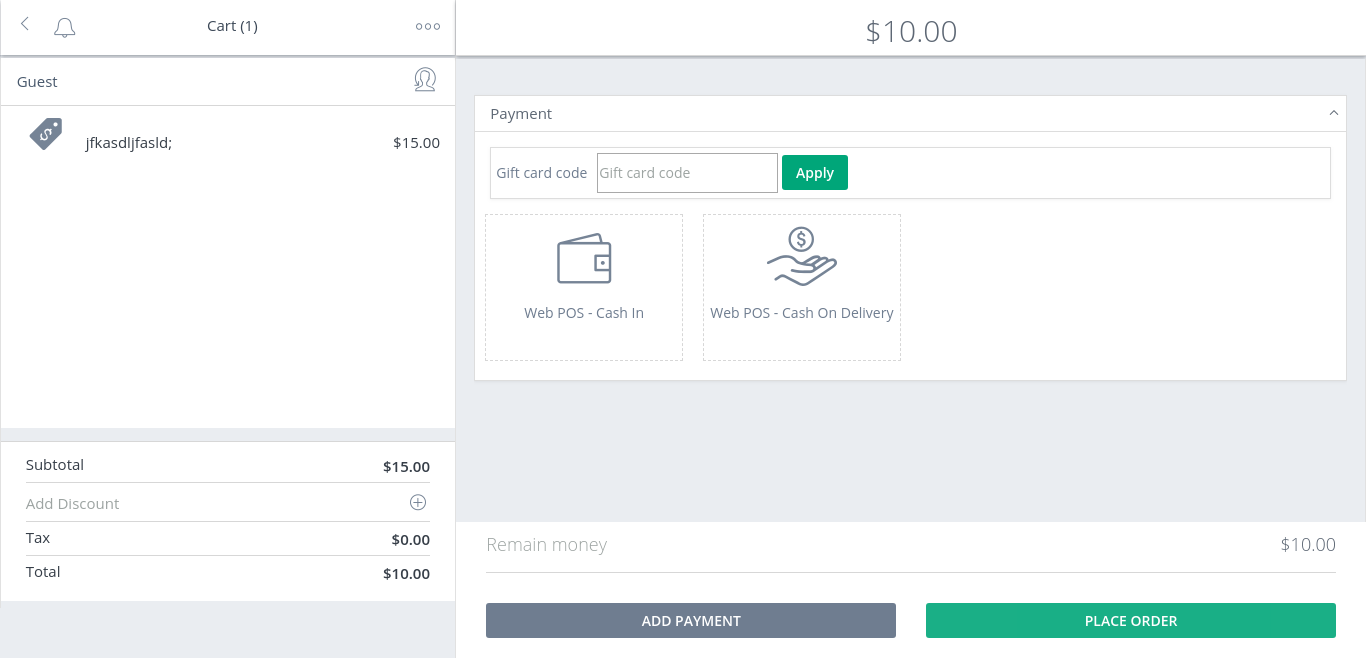 Cart (1)
$10.00
Guest
jfkasdljfasld; $15.00
Subtotal $15.00
Add Discount
Tax $0.00
Total $10.00
Payment
Gift card code Gift card code Apply
Web POS - Cash In Web POS - Cash On Delivery
Remain money $10.00
ADD PAYMENT PLACE ORDER